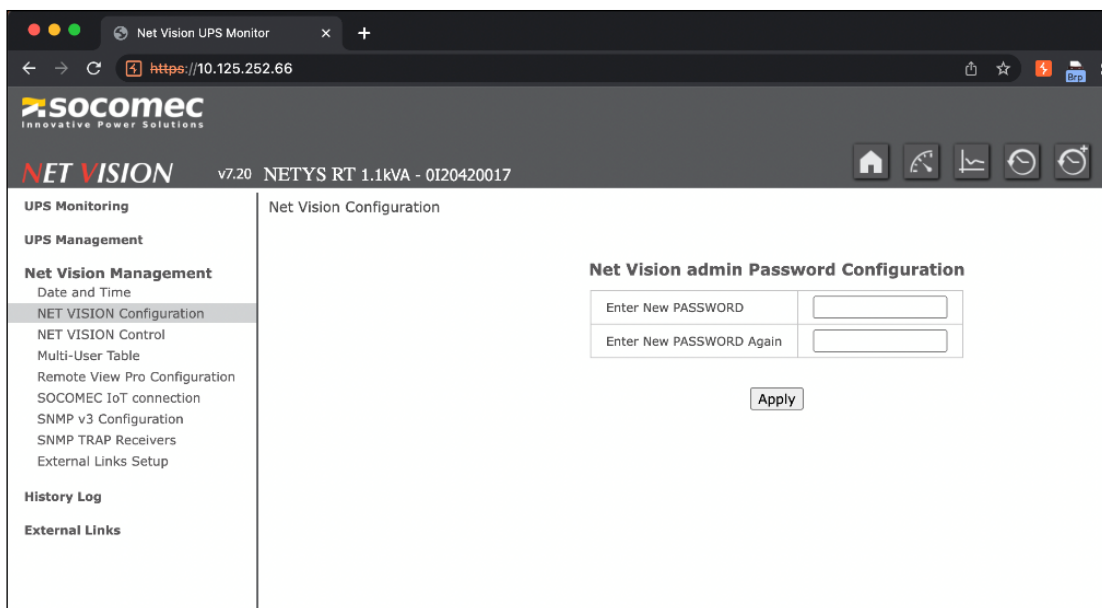 Net Vision UPS Monitor
https://10.125.252.66
Brp
socomec
Innovative Power Solutions
NET VISION v7.20 NETYS RT 1.1kVA - 0I20420017
UPS Monitoring
UPS Management
Net Vision Management
Date and Time
NET VISION Configuration
NET VISION Control
Multi-User Table
Remote View Pro Configuration
SOCOMEC IoT connection
SNMP v3 Configuration
SNMP TRAP Receivers
External Links Setup
History Log
External Links
Net Vision Configuration
Net Vision admin Password Configuration
Enter New PASSWORD
Enter New PASSWORD Again
Apply